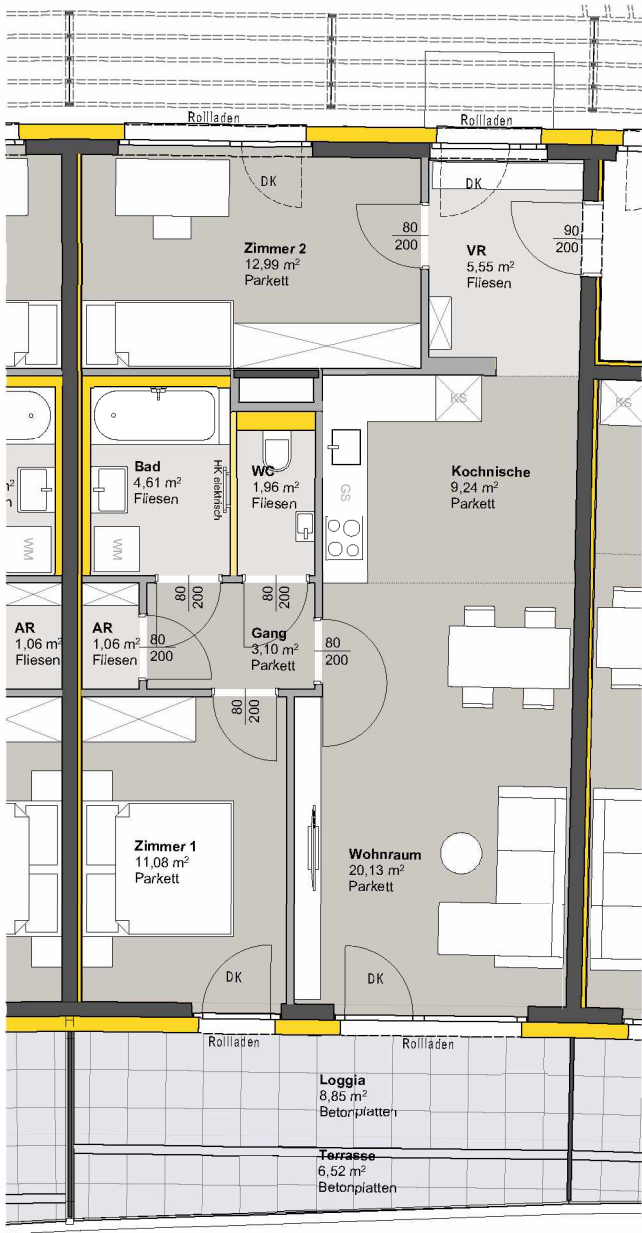 Rollladen
Rollladen
DK
DK
Zimmer 2
12,99 m²
Parkett
80
200
VR
5,55 m²
Fliesen
90
200
KS
KS
Bad
4,61 m²
Fliesen
HK elektrisch
WC
1,96 m²
Fliesen
GS
Kochnische
9,24 m²
Parkett
WM
WM
80
200
80
200
AR
1,06 m²
Fliesen
AR
1,06 m²
Fliesen
80
200
Gang
3,10 m²
Parkett
80
200
80
200
Zimmer 1
11,08 m²
Parkett
Wohnraum
20,13 m²
Parkett
DK
DK
H
Rollladen
Rollladen
Loggia
8,85 m²
Betonplatten
Terrasse
6,52 m²
Betonplatten